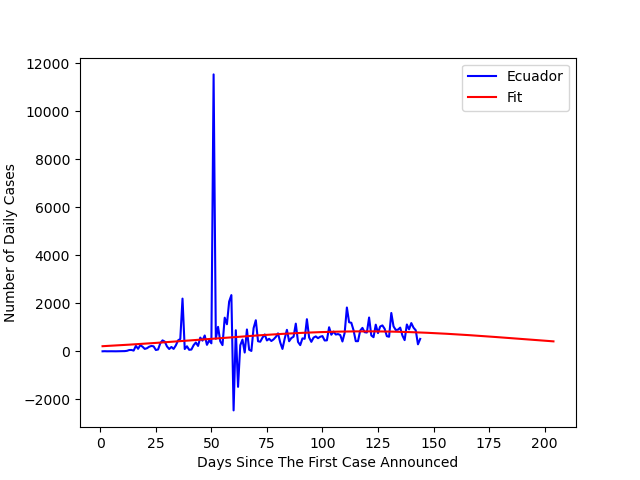 12000
10000
8000
6000
4000
2000
0
−2000
Number of Daily Cases
0 25 50 75 100 125 150 175 200
Days Since The First Case Announced
Ecuador
Fit